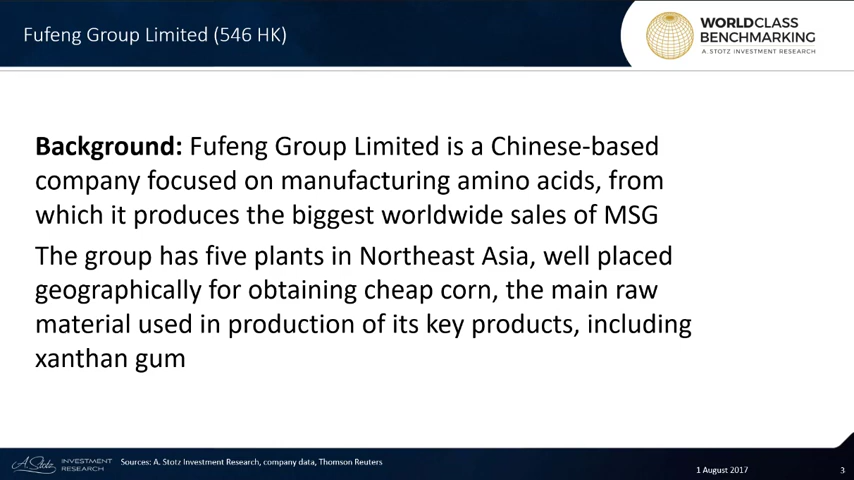 Fufeng Group Limited (546 HK)
WORLDCLASS
BENCHMARKING
A. STOTZ INVESTMENT RESEARCH
Background: Fufeng Group Limited is a Chinese-based
company focused on manufacturing amino acids, from
which it produces the biggest worldwide sales of MSG
The group has five plants in Northeast Asia, well placed
geographically for obtaining cheap corn, the main raw
material used in production of its key products, including
xanthan gum
A. Stotz INVESTMENT
RESEARCH
Sources: A. Stotz Investment Research, company data, Thomson Reuters
1 August 2017
3